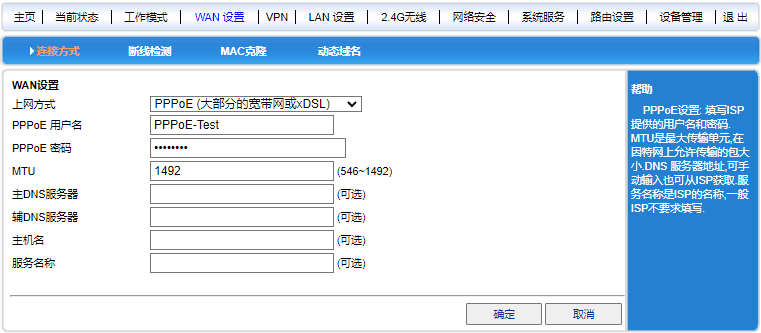 主页 当前状态 工作模式 WAN 设置 VPN LAN 设置 2.4G无线 网络安全 系统服务 路由设置 设备管理 退 出
连接方式 断线检测 MAC克隆 动态域名
WAN设置
上网方式 PPPoE (大部分的宽带网或xDSL)
PPPoE 用户名 PPPoE-Test
PPPoE 密码 ••••••••
MTU 1492 (546~1492)
主DNS服务器 (可选)
辅DNS服务器 (可选)
主机名 (可选)
服务名称 (可选)
确定 取消
帮助
PPPoE设置: 填写ISP
提供的用户名和密码.
MTU是最大传输单元,在
因特网上允许传输的包大
小.DNS 服务器地址,可手
动输入也可从ISP获取.服
务名称是ISP的名称,一般
ISP不要求填写.